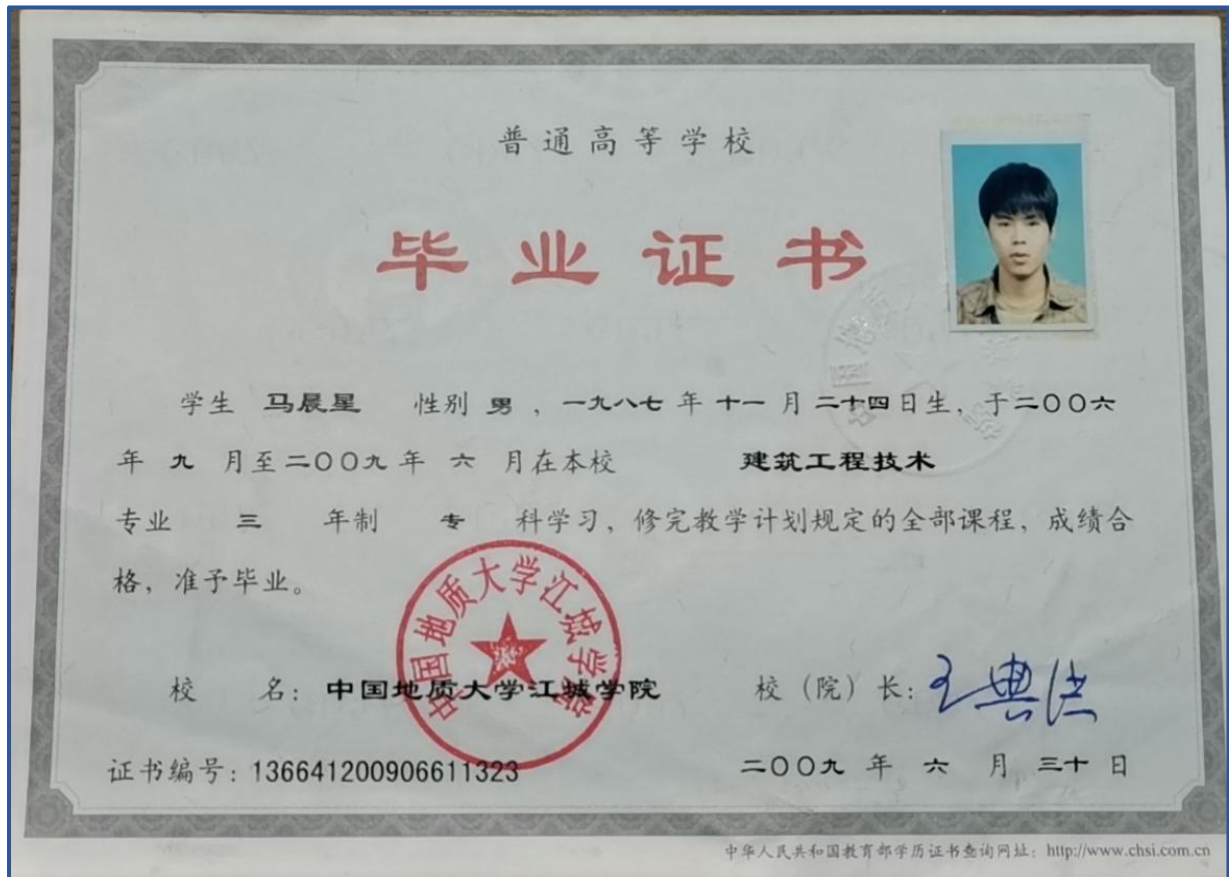 普通高等学校
毕业证书
学生 马晨星 性别 男，一九八七年十一月二十四日生，于二〇〇六
年 九 月至二〇〇九年 六 月在本校 建筑工程技术
专业 三 年制 专 科学习，修完教学计划规定的全部课程，成绩合
格，准予毕业。
中国地质大学江城学院
校 名：中国地质大学江城学院 校（院）长：王典洪
证书编号：136641200906611323 二〇〇九 年 六 月 三十 日
中华人民共和国教育部学历证书查询网址：http://www.chsi.com.cn